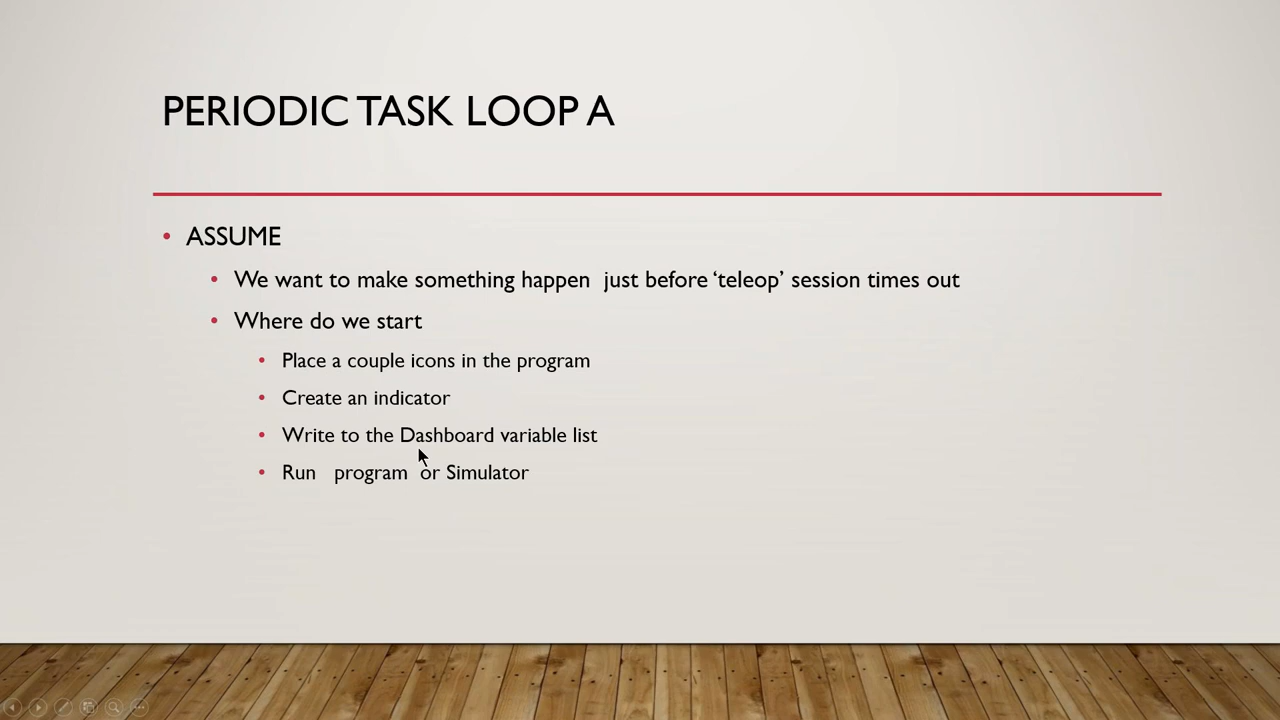 PERIODIC TASK LOOP A
• ASSUME
• We want to make something happen just before ‘teleop’ session times out
• Where do we start
• Place a couple icons in the program
• Create an indicator
• Write to the Dashboard variable list
• Run program or Simulator